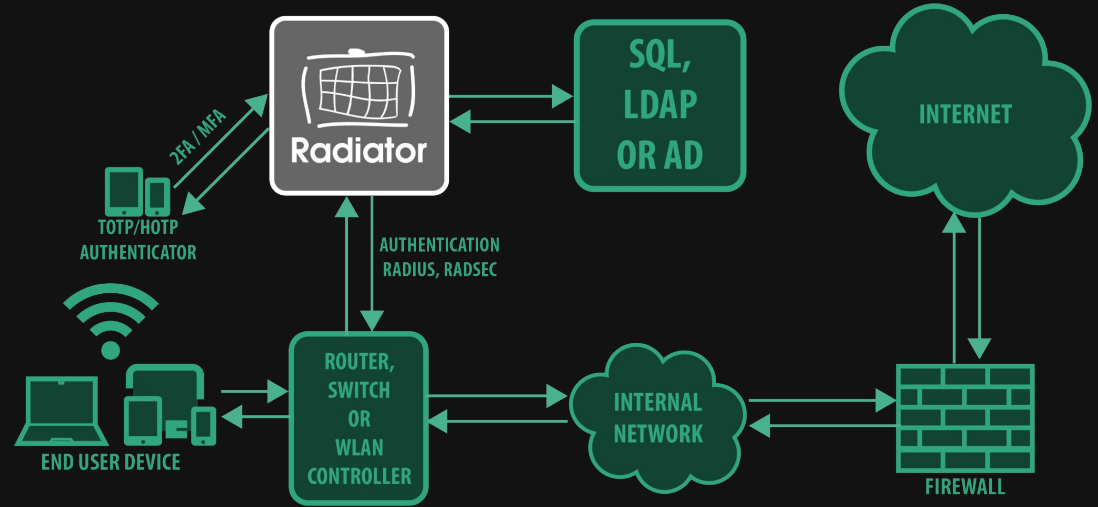 SQL,
LDAP
OR AD
INTERNET
Radiator
2FA / MFA
TOTP/HOTP
AUTHENTICATOR
AUTHENTICATION
RADIUS, RADSEC
ROUTER,
SWITCH
OR
WLAN
CONTROLLER
INTERNAL
NETWORK
END USER DEVICE
FIREWALL